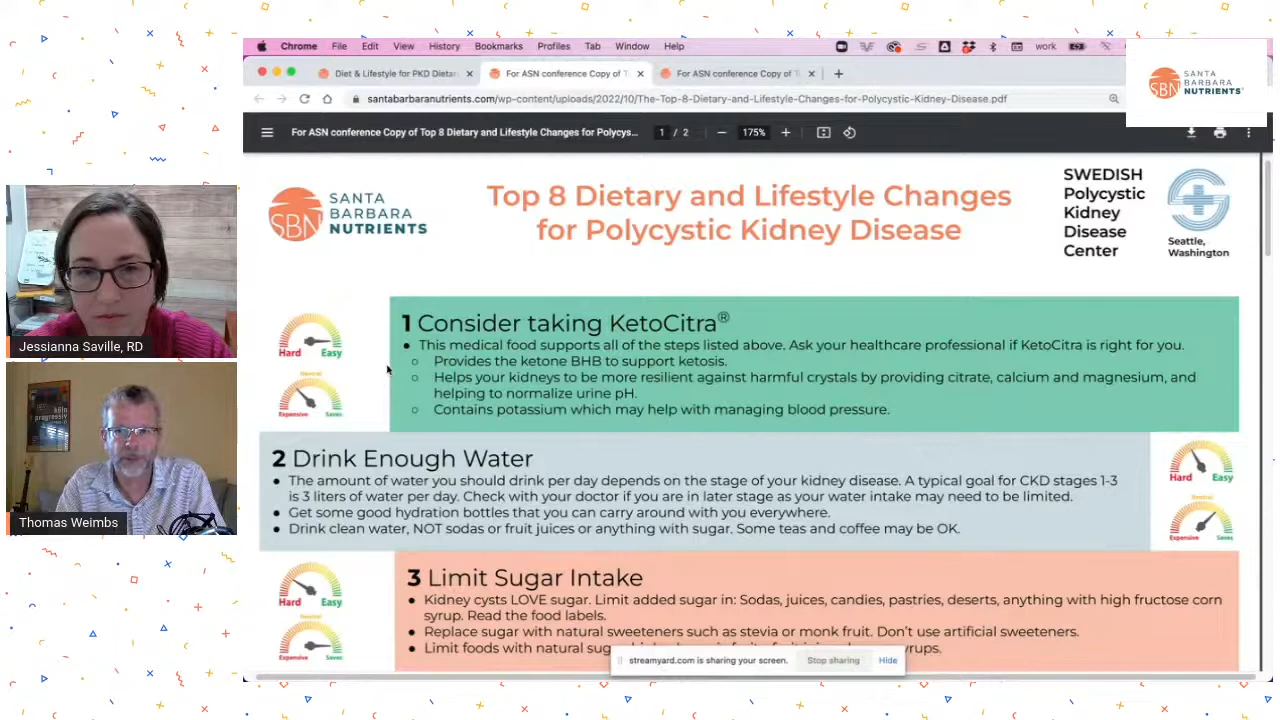 Chrome File Edit View History Bookmarks Profiles Tab Window Help
work
Diet & Lifestyle for PKD Dietar
For ASN conference Copy of T
For ASN conference Copy of T
santabarbaranutrients.com/wp-content/uploads/2022/10/The-Top-8-Dietary-and-Lifestyle-Changes-for-Polycystic-Kidney-Disease.pdf
SBN
SANTA
BARBARA
NUTRIENTS
For ASN conference Copy of Top 8 Dietary and Lifestyle Changes for Polycys...
1 / 2
175%
SBN
SANTA
BARBARA
NUTRIENTS
Top 8 Dietary and Lifestyle Changes
for Polycystic Kidney Disease
SWEDISH
Polycystic
Kidney
Disease
Center
Seattle,
Washington
Hard Easy
Neutral
Expensive Saves
1 Consider taking KetoCitra®
This medical food supports all of the steps listed above. Ask your healthcare professional if KetoCitra is right for you.
Provides the ketone BHB to support ketosis.
Helps your kidneys to be more resilient against harmful crystals by providing citrate, calcium and magnesium, and
helping to normalize urine pH.
Contains potassium which may help with managing blood pressure.
2 Drink Enough Water
The amount of water you should drink per day depends on the stage of your kidney disease. A typical goal for CKD stages 1-3
is 3 liters of water per day. Check with your doctor if you are in later stage as your water intake may need to be limited.
Get some good hydration bottles that you can carry around with you everywhere.
Drink clean water, NOT sodas or fruit juices or anything with sugar. Some teas and coffee may be OK.
Hard Easy
Neutral
Expensive Saves
3 Limit Sugar Intake
Kidney cysts LOVE sugar. Limit added sugar in: Sodas, juices, candies, pastries, deserts, anything with high fructose corn
syrup. Read the food labels.
Replace sugar with natural sweeteners such as stevia or monk fruit. Don't use artificial sweeteners.
Limit foods with natural sug
Hard Easy
Neutral
Expensive Saves
streamyard.com is sharing your screen.
Stop sharing
Hide
Jessianna Saville, RD
köln
progressiv
Thomas Weimbs